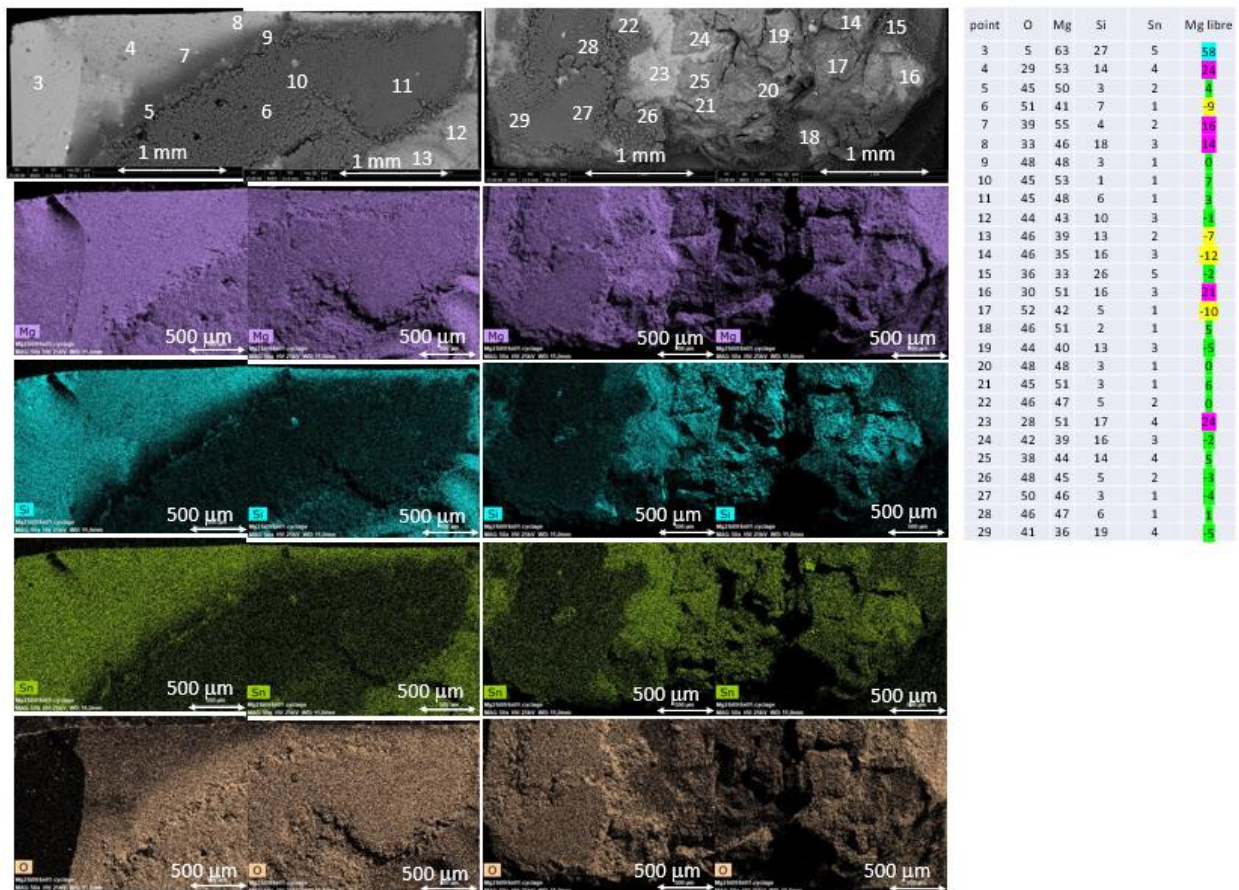 8
4
9
7
3
10
11
5
6
12
13
1 mm
1 mm
22
14
15
28
24
19
17
23
25
16
20
27
26
21
29
18
1 mm
1 mm
Mg
500 µm
Mg
500 µm
Mg
500 µm
Mg
500 µm
Si
500 µm
Si
500 µm
Si
500 µm
Si
500 µm
Sn
500 µm
Sn
500 µm
Sn
500 µm
Sn
500 µm
O
500 µm
O
500 µm
O
500 µm
O
500 µm
point O Mg Si Sn Mg libre
3 5 63 27 5 58
4 29 53 14 4 24
5 45 50 3 2 4
6 51 41 7 1 -9
7 39 55 4 2 16
8 33 46 18 3 14
9 48 48 3 1 0
10 45 53 1 1 7
11 45 48 6 1 3
12 44 43 10 3 -1
13 46 39 13 2 -7
14 46 35 16 3 -12
15 36 33 26 5 -2
16 30 51 16 3 21
17 52 42 5 1 -10
18 46 51 2 1 5
19 44 40 13 3 -5
20 48 48 3 1 0
21 45 51 3 1 6
22 46 47 5 2 0
23 28 51 17 4 24
24 42 39 16 3 -2
25 38 44 14 4 5
26 48 45 5 2 -3
27 50 46 3 1 -4
28 46 47 6 1 1
29 41 36 19 4 -5